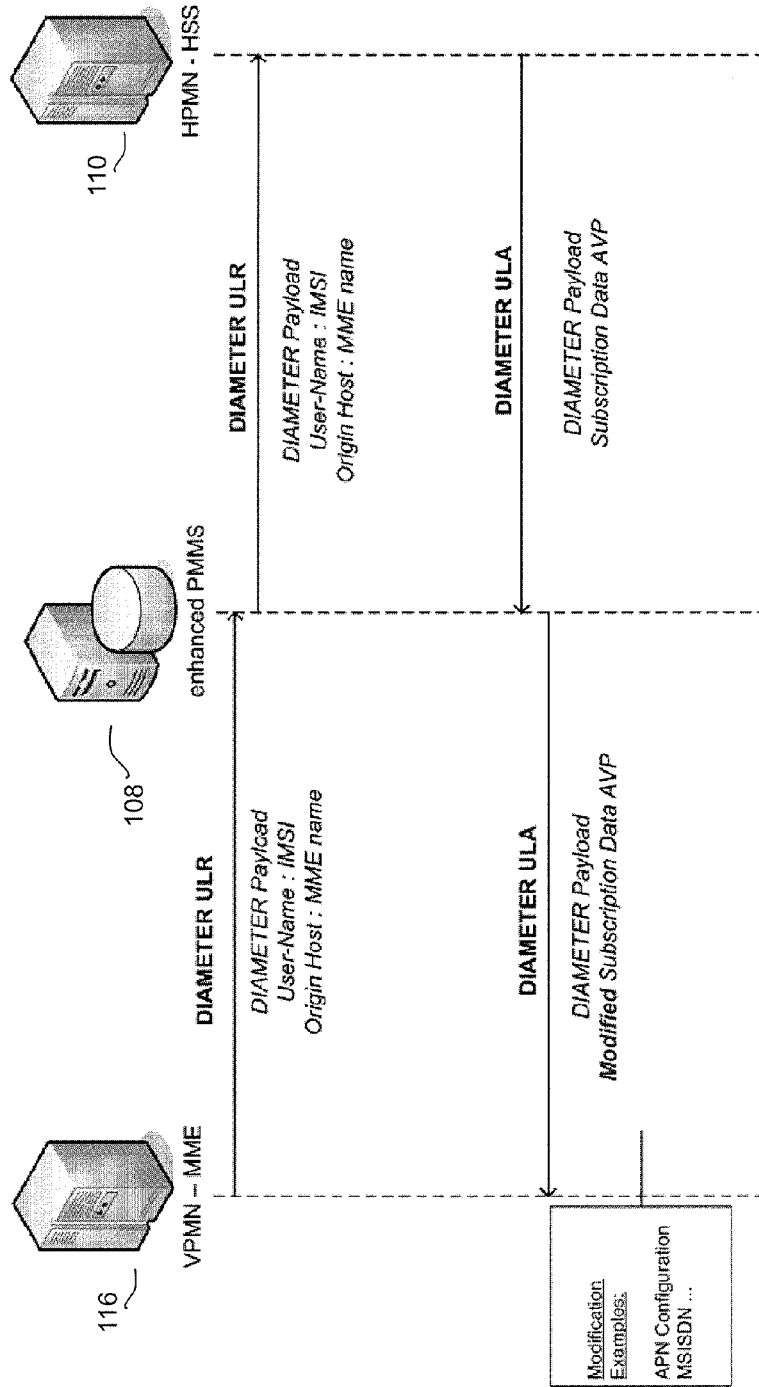 116
VPMN – MME
108
enhanced PMMS
110
HPMN - HSS
DIAMETER ULR
DIAMETER Payload
User-Name : IMSI
Origin Host : MME name
DIAMETER ULR
DIAMETER Payload
User-Name : IMSI
Origin Host : MME name
DIAMETER ULA
DIAMETER Payload
Subscription Data AVP
DIAMETER ULA
DIAMETER Payload
Modified Subscription Data AVP
Modification
Examples:
APN Configuration
MSISDN ...